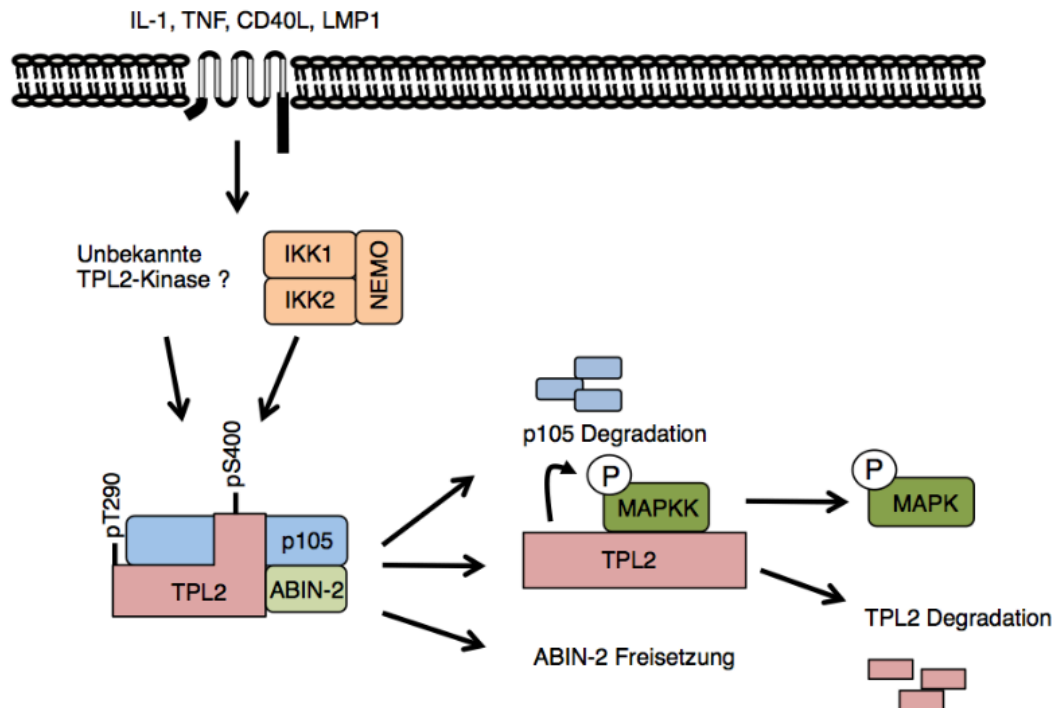 IL-1, TNF, CD40L, LMP1
Unbekannte
TPL2-Kinase ?
IKK1
IKK2
NEMO
pT290
pS400
p105
TPL2
ABIN-2
p105 Degradation
P
MAPKK
TPL2
P
MAPK
ABIN-2 Freisetzung
TPL2 Degradation